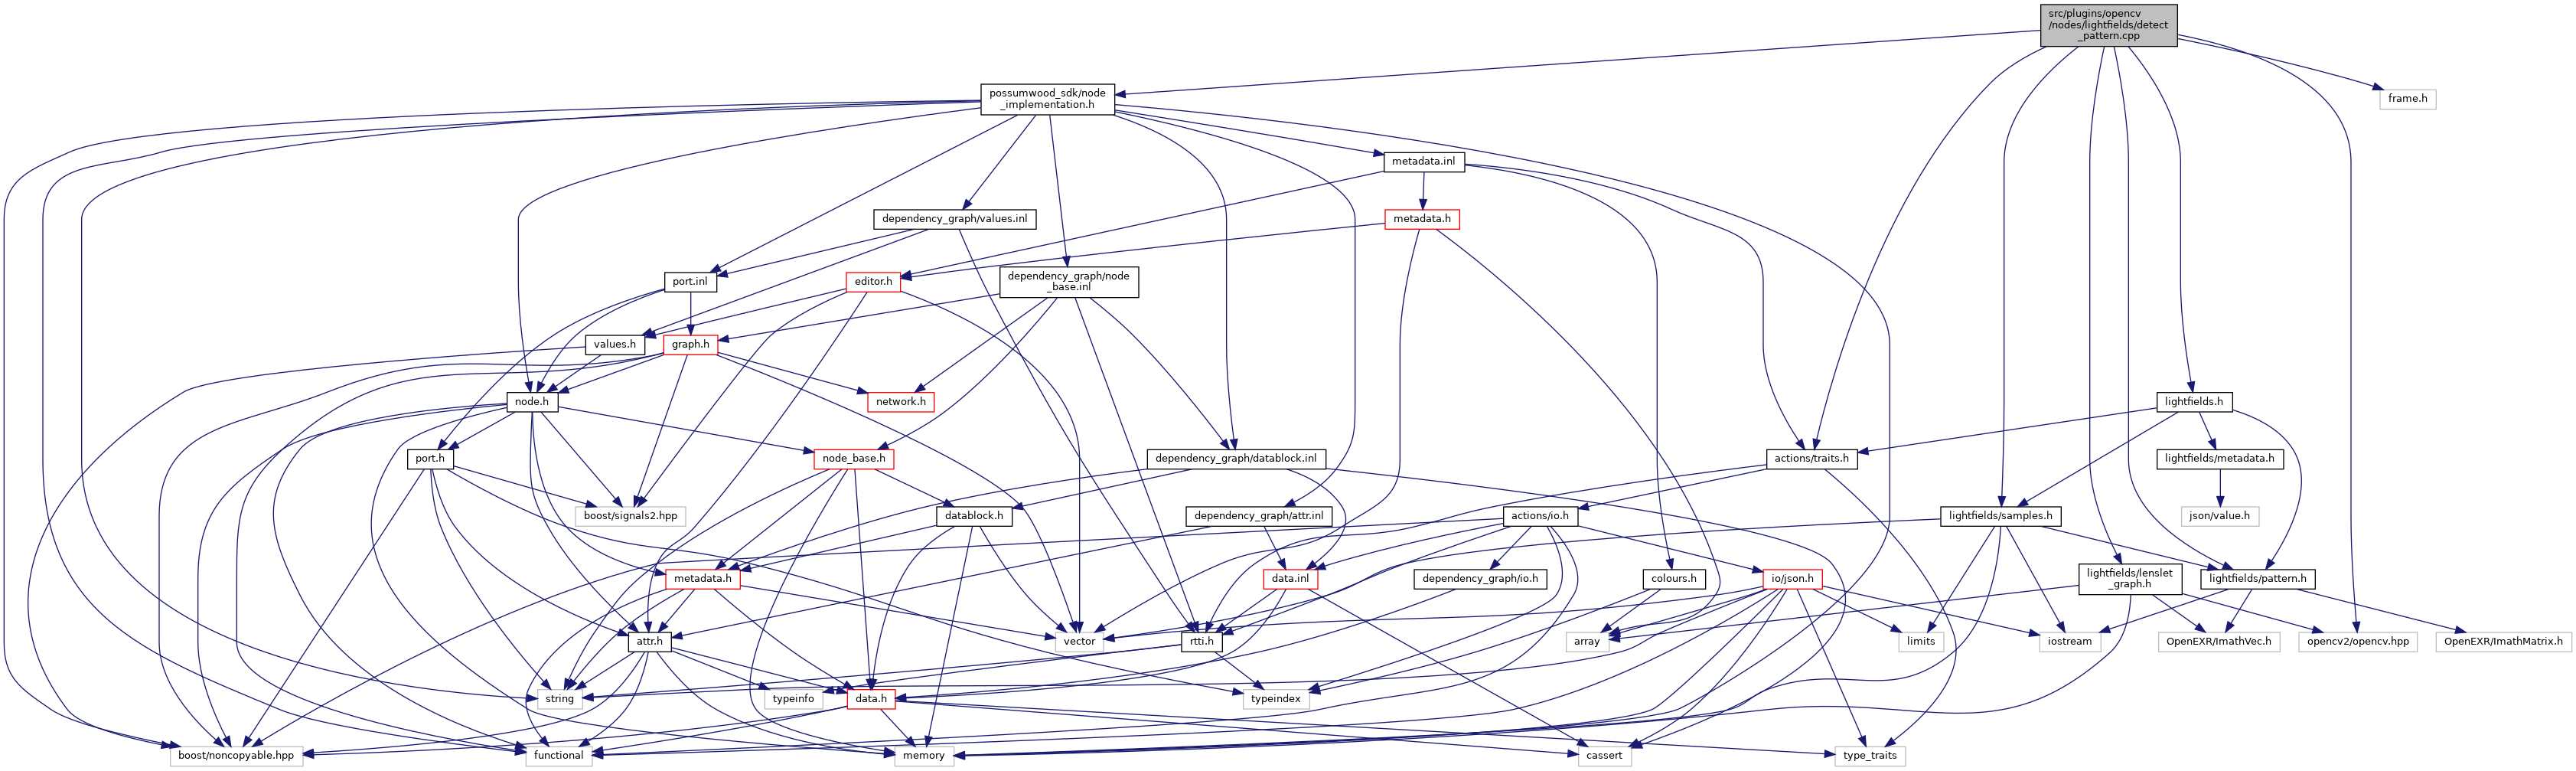 src/plugins/opencv
/nodes/lightfields/detect
_pattern.cpp
possumwood_sdk/node
_implementation.h
frame.h
metadata.inl
dependency_graph/values.inl
metadata.h
port.inl
editor.h
dependency_graph/node
_base.inl
values.h
graph.h
node.h
network.h
lightfields.h
port.h
node_base.h
dependency_graph/datablock.inl
actions/traits.h
lightfields/metadata.h
boost/signals2.hpp
datablock.h
dependency_graph/attr.inl
actions/io.h
lightfields/samples.h
json/value.h
metadata.h
data.inl
dependency_graph/io.h
colours.h
io/json.h
lightfields/lenslet
_graph.h
lightfields/pattern.h
attr.h
vector
rtti.h
array
limits
iostream
OpenEXR/ImathVec.h
opencv2/opencv.hpp
OpenEXR/ImathMatrix.h
string
typeinfo
data.h
typeindex
boost/noncopyable.hpp
functional
memory
cassert
type_traits